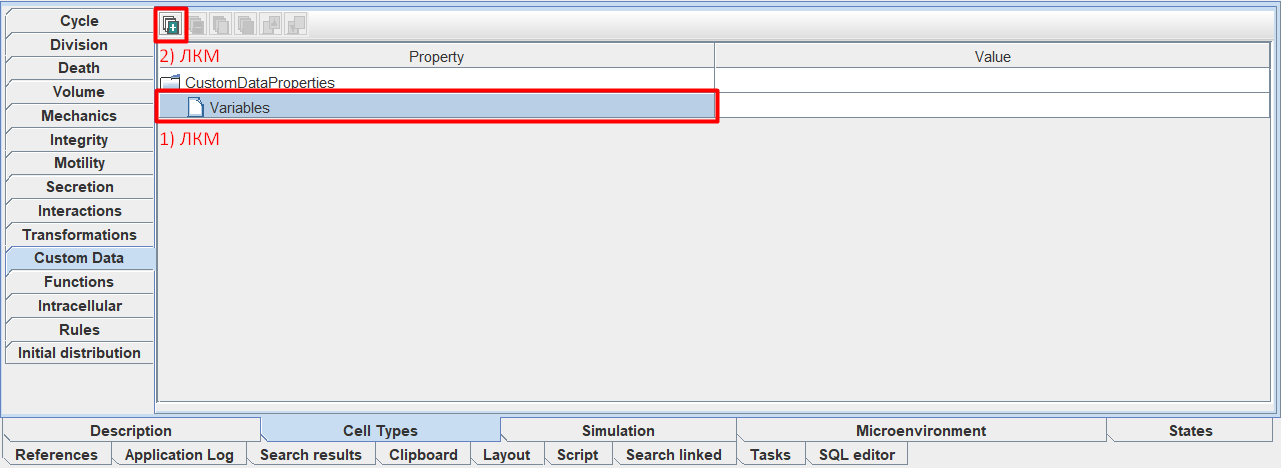 Cycle
Division
Death
Volume
Mechanics
Integrity
Motility
Secretion
Interactions
Transformations
Custom Data
Functions
Intracellular
Rules
Initial distribution
2) ЛКМ
Property
Value
CustomDataProperties
Variables
1) ЛКМ
Description
Cell Types
Simulation
Microenvironment
States
References
Application Log
Search results
Clipboard
Layout
Script
Search linked
Tasks
SQL editor